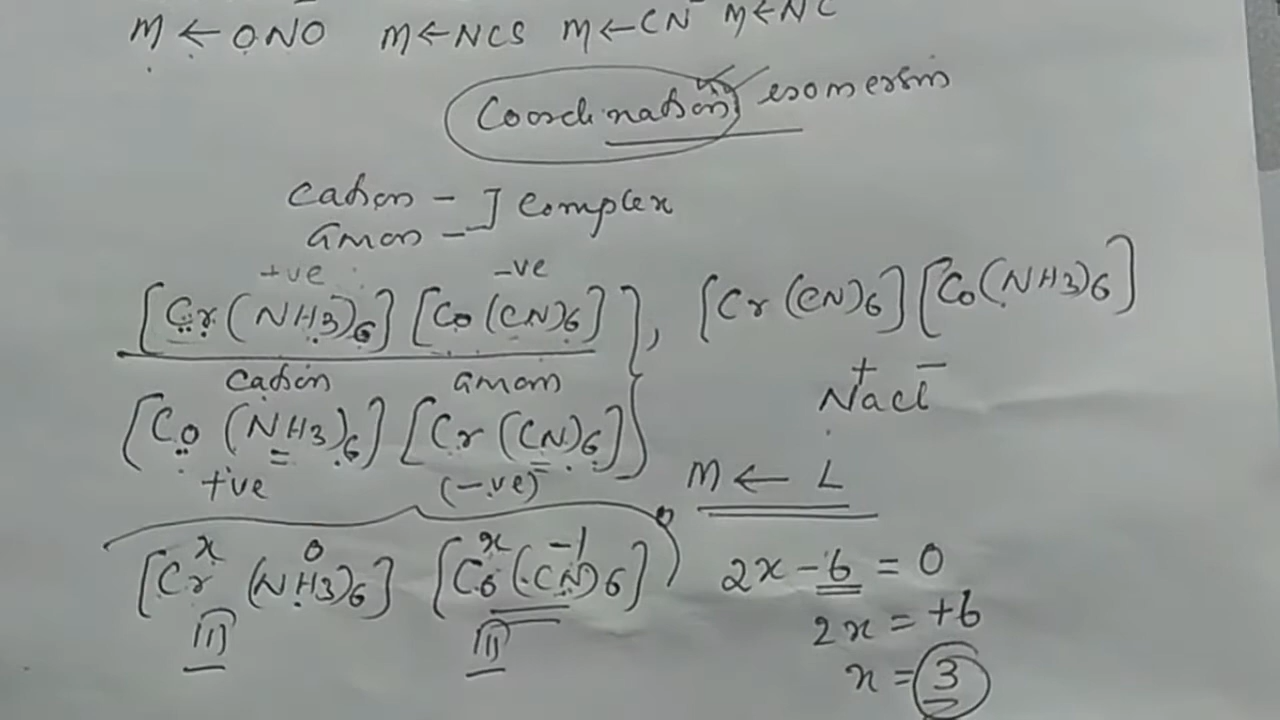 M ← ONO M ← NCS M ← CN⁻ M ← NC
Coordination isomerism
Cation - ] complex
anion -
+ve -ve
[Cr(NH3)6] [Co(CN)6] }, [Cr(CN)6][Co(NH3)6]
Cation anion
Na⁺Cl⁻
[Co(NH3)6] [Cr(CN)6]
+ve (-ve)
M ← L
x 0 x -1
[Cr(NH3)6] [Co(CN)6]
2x - 6 = 0
III III
2x = +6
x = 3